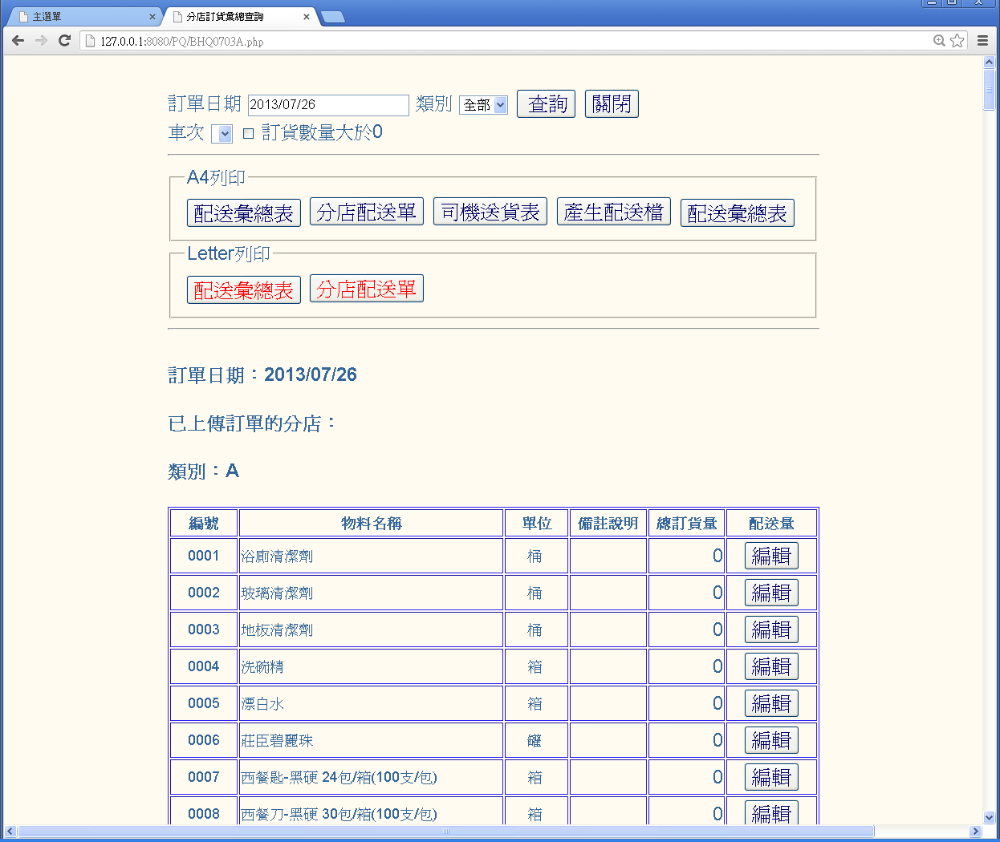 主選單
分店訂貨彙總查詢
127.0.0.1:8080/PQ/BHQ0703A.php
訂單日期 2013/07/26 類別 全部 查詢 關閉
車次 訂貨數量大於0
A4列印
配送彙總表 分店配送單 司機送貨表 產生配送檔 配送彙總表
Letter列印
配送彙總表 分店配送單
訂單日期：2013/07/26
已上傳訂單的分店：
類別：A
編號 物料名稱 單位 備註說明 總訂貨量 配送量
0001 浴廁清潔劑 桶 0 編輯
0002 玻璃清潔劑 桶 0 編輯
0003 地板清潔劑 桶 0 編輯
0004 洗碗精 箱 0 編輯
0005 漂白水 箱 0 編輯
0006 莊臣碧麗珠 罐 0 編輯
0007 西餐匙-黑硬 24包/箱(100支/包) 箱 0 編輯
0008 西餐刀-黑硬 30包/箱(100支/包) 箱 0 編輯